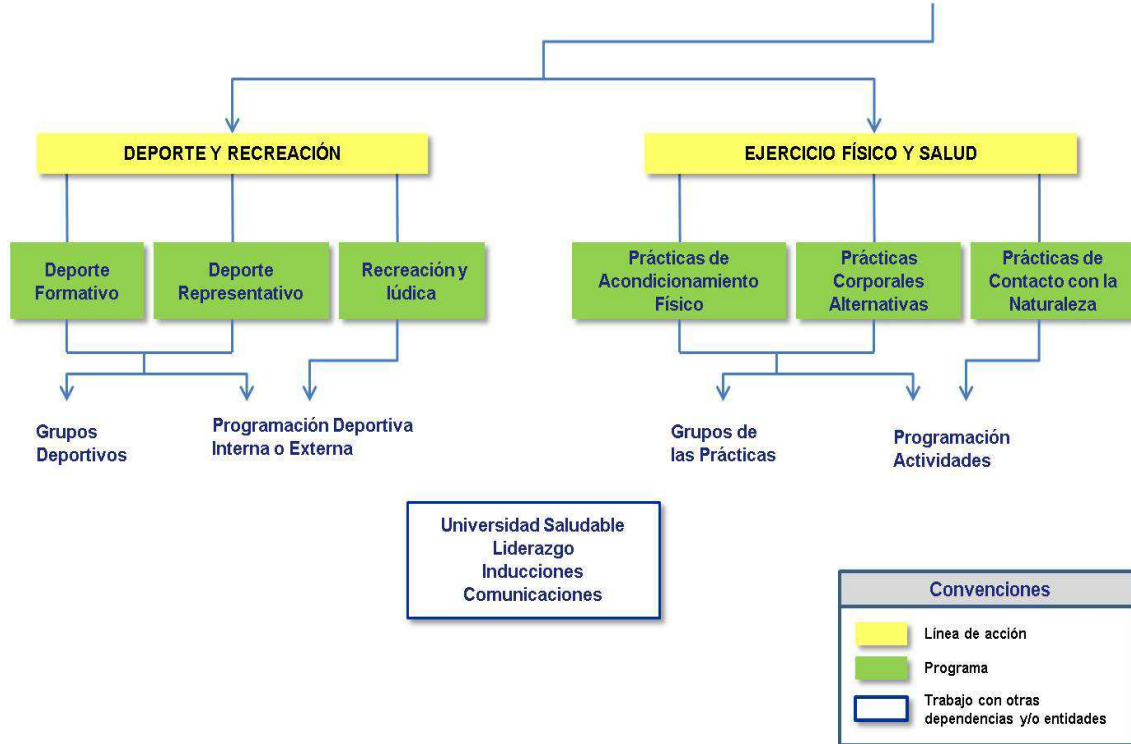 DEPORTE Y RECREACIÓN
EJERCICIO FÍSICO Y SALUD
Deporte
Formativo
Deporte
Representativo
Recreación y
lúdica
Prácticas de
Acondicionamiento
Físico
Prácticas
Corporales
Alternativas
Prácticas de
Contacto con la
Naturaleza
Grupos
Deportivos
Programación Deportiva
Interna o Externa
Grupos de
las Prácticas
Programación
Actividades
Universidad Saludable
Liderazgo
Inducciones
Comunicaciones
Convenciones
Línea de acción
Programa
Trabajo con otras
dependencias y/o entidades